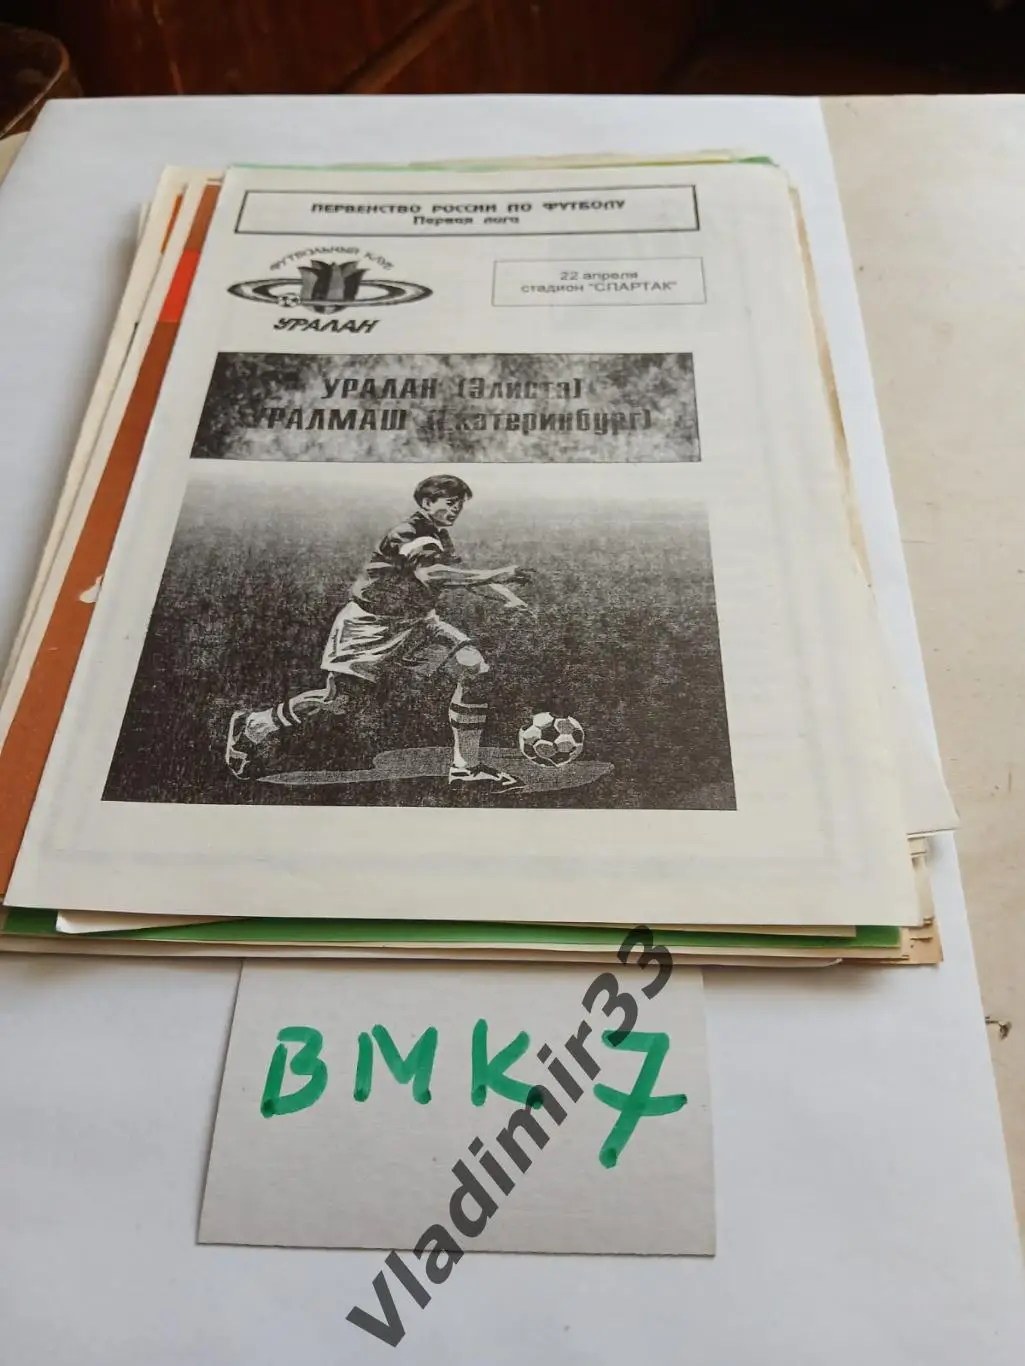 ПЕРВЕНСТВО РОССИИ ПО ФУТБОЛУ
Первая лига
ФУТБОЛЬНЫЙ КЛУБ
УРАЛАН
22 апреля
стадион "СПАРТАК"
УРАЛАН (Элиста)
УРАЛМАШ (Екатеринбург)
ВМК 7
vladimir33